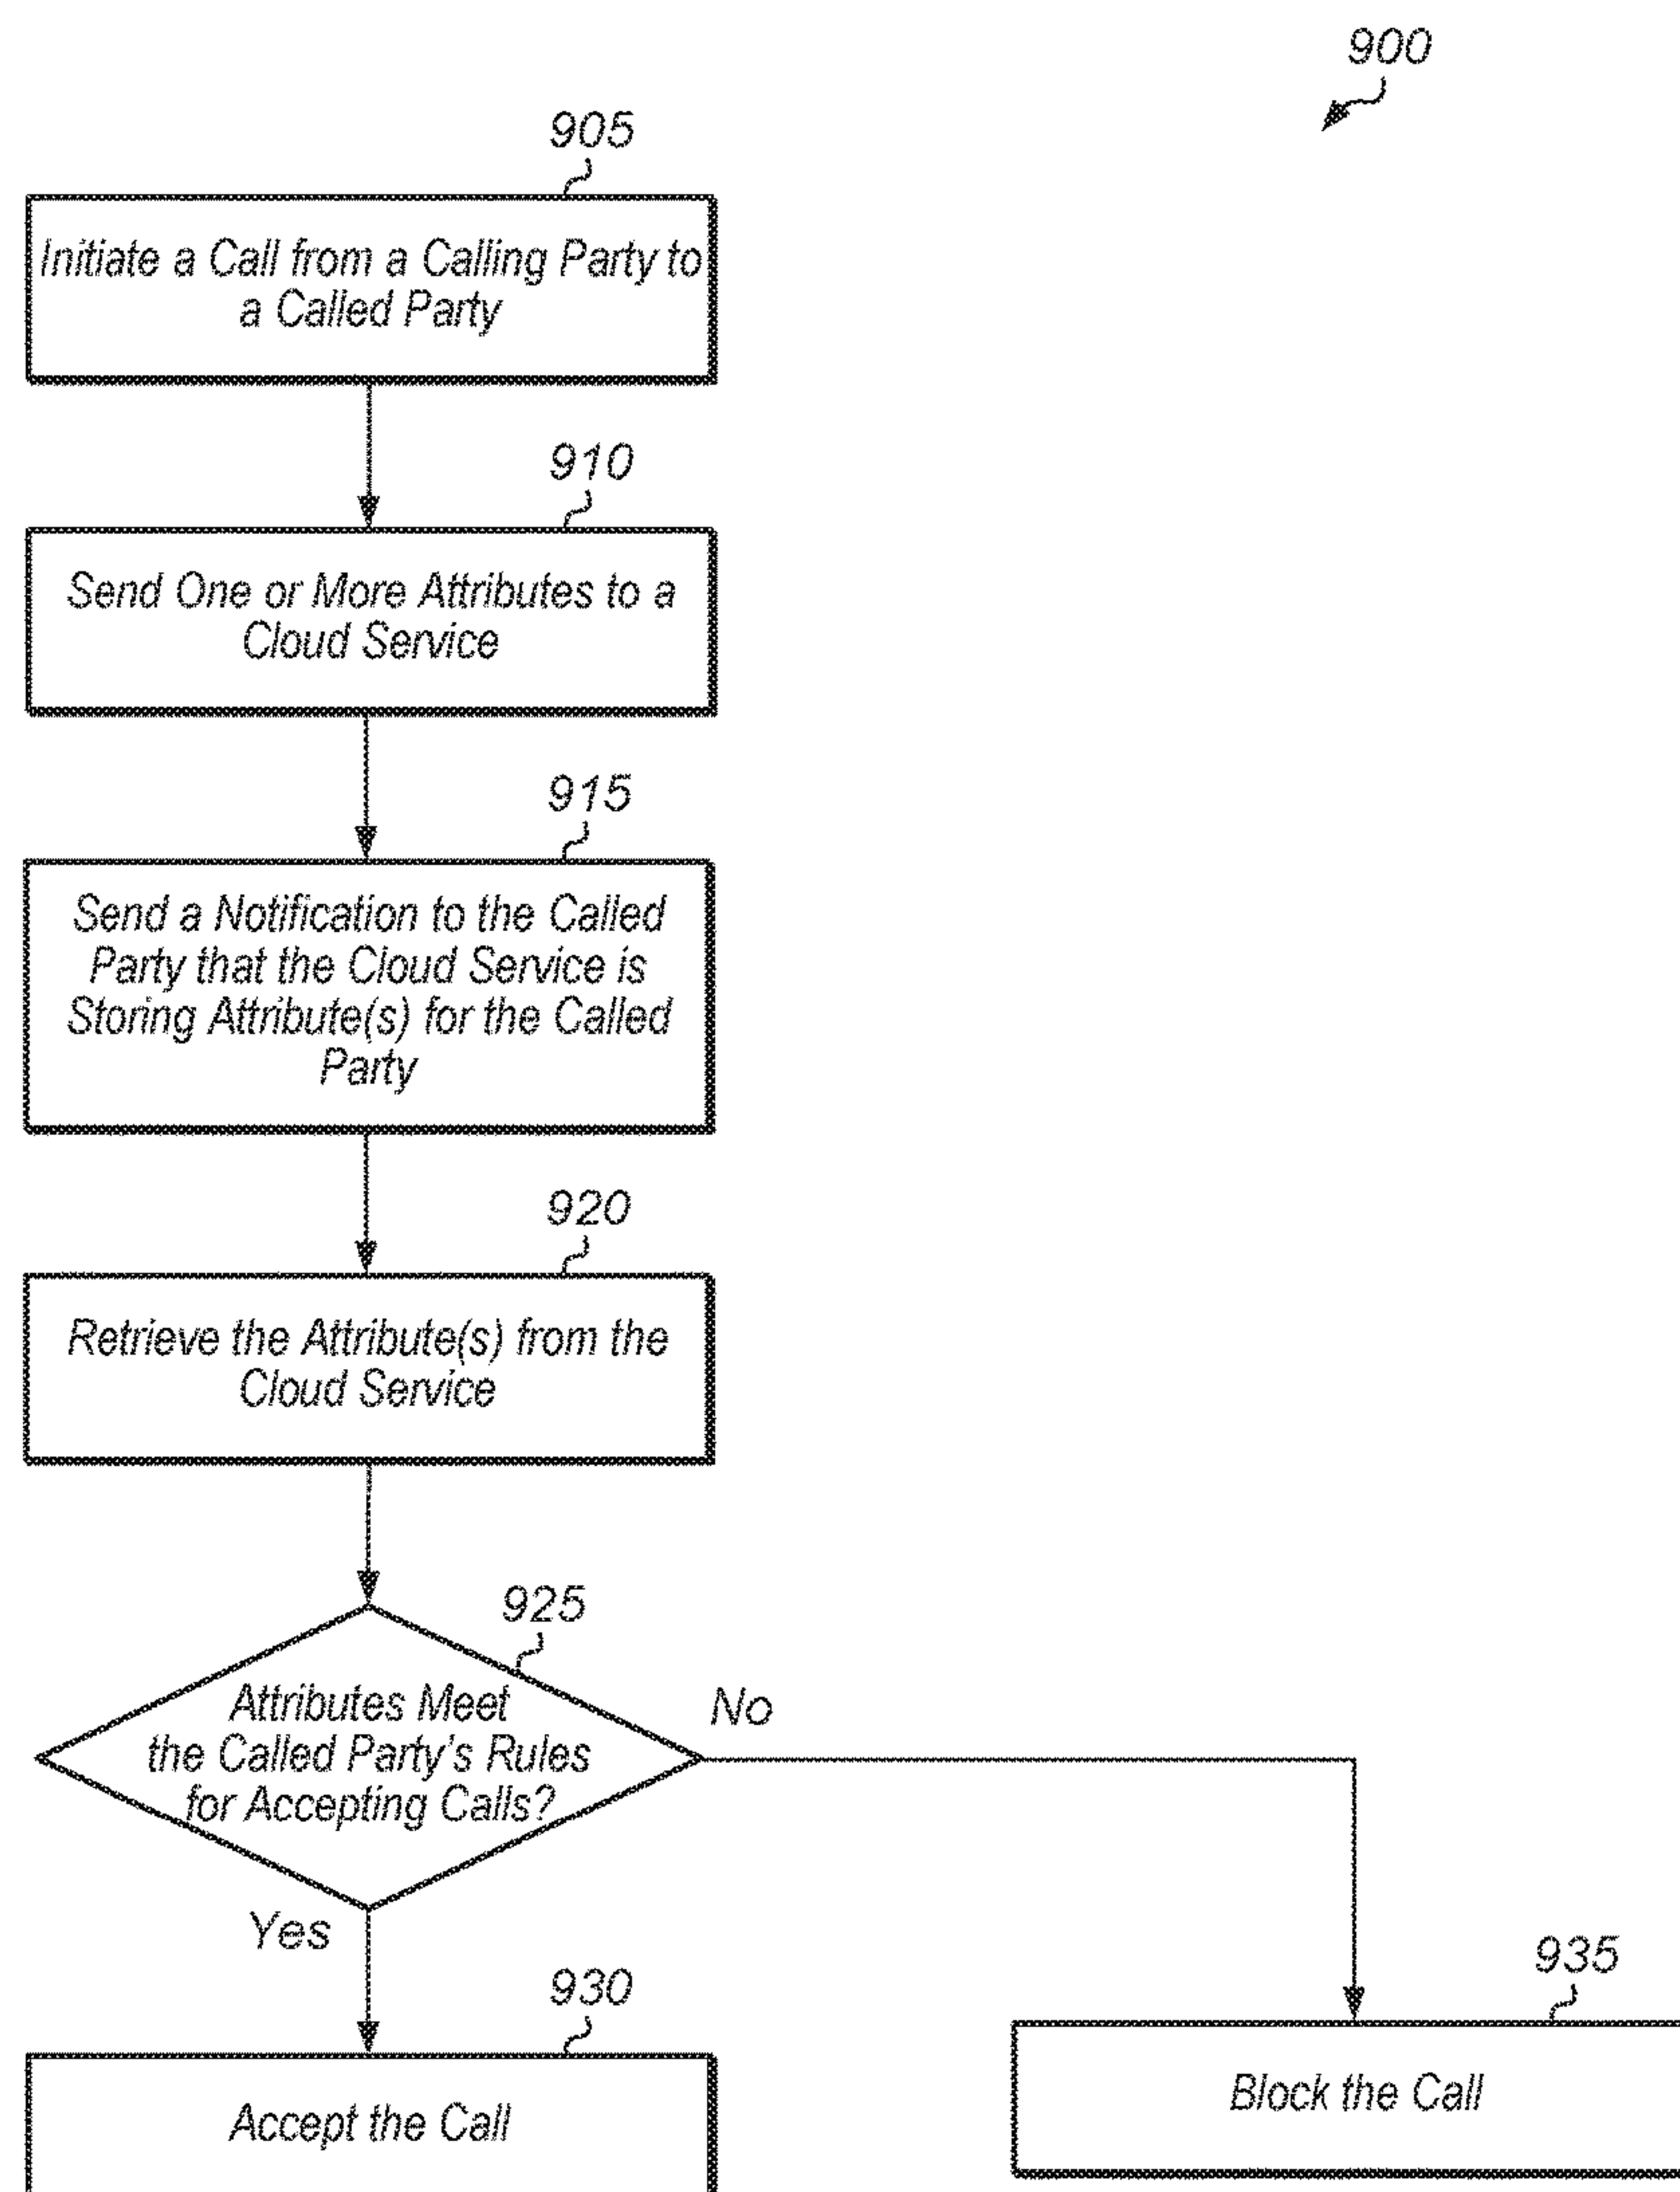 900
905
Initiate a Call from a Calling Party to
a Called Party
910
Send One or More Attributes to a
Cloud Service
915
Send a Notification to the Called
Party that the Cloud Service is
Storing Attribute(s) for the Called
Party
920
Retrieve the Attribute(s) from the
Cloud Service
925
Attributes Meet
the Called Party's Rules
for Accepting Calls?
No
Yes
930
Accept the Call
935
Block the Call